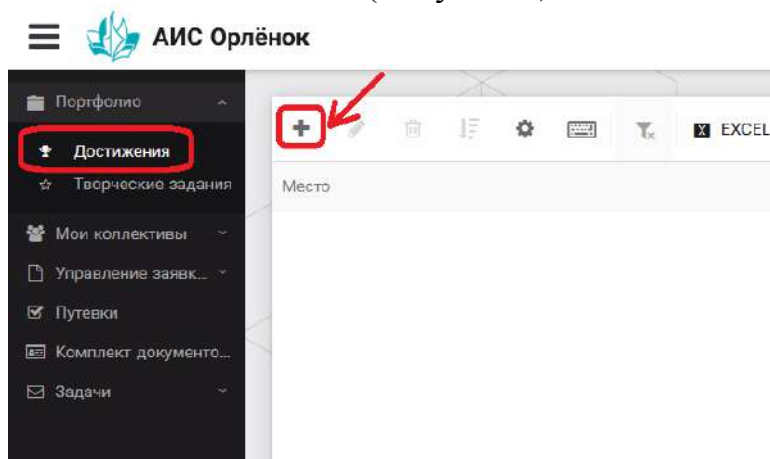 АИС Орлёнок
Портфолио
EXCEL
Достижения
Творческие задания
Место
Мои коллективы
Управление заявк...
Путевки
Комплект документо...
Задачи